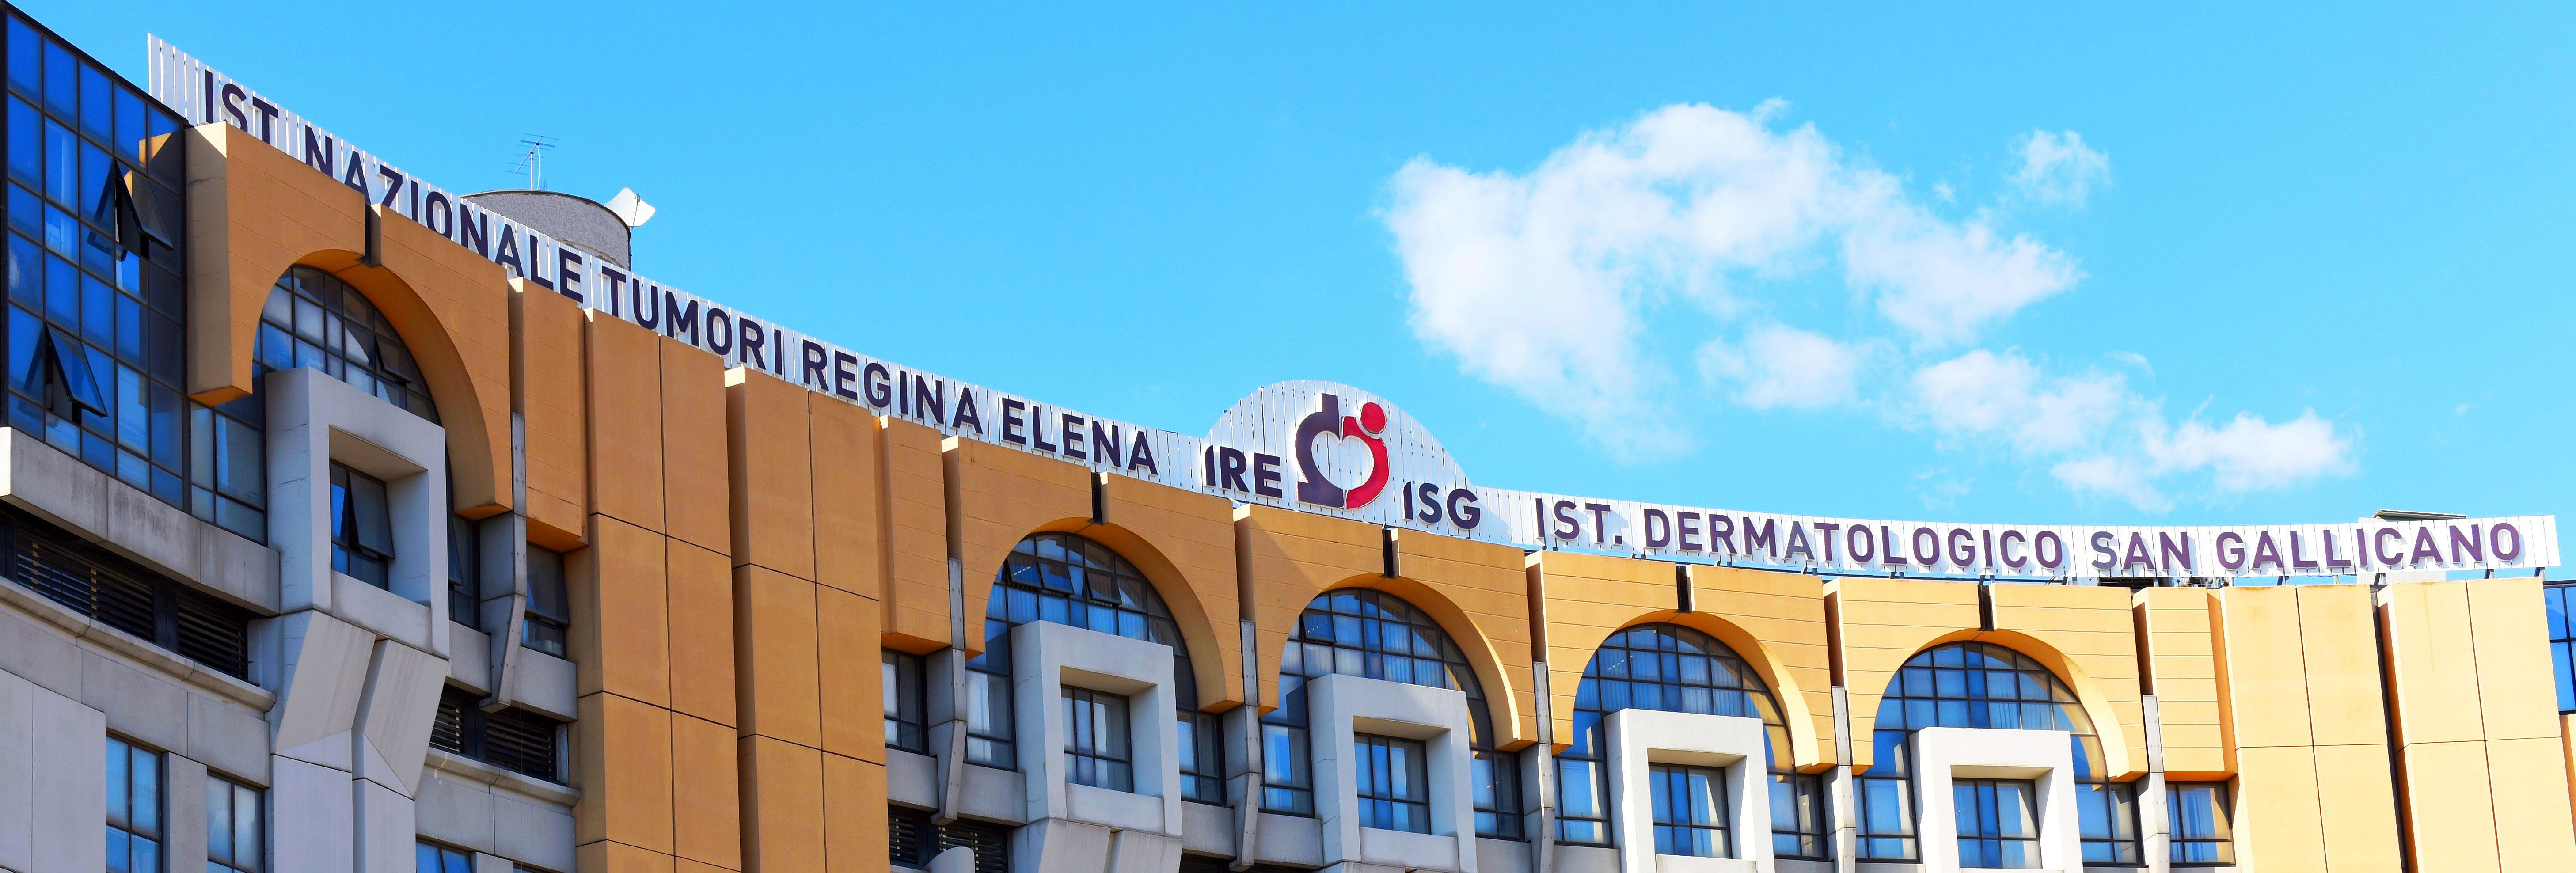 IST. NAZIONALE TUMORI REGINA ELENA
IRE
ISG
IST. DERMATOLOGICO SAN GALLICANO